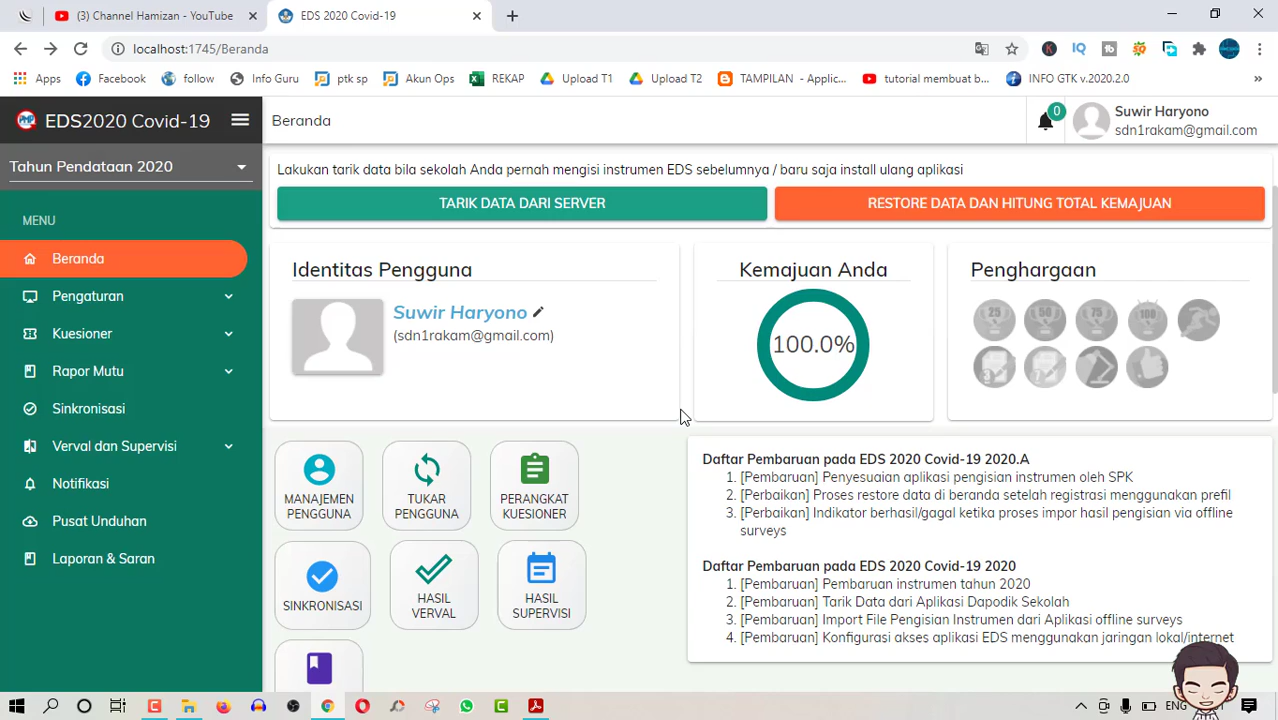 (3) Channel Hamizan - YouTube
EDS 2020 Covid-19
localhost:1745/Beranda
Apps
Facebook
follow
Info Guru
ptk sp
Akun Ops
REKAP
Upload T1
Upload T2
TAMPILAN - Applic...
tutorial membuat b...
INFO GTK v.2020.2.0
EDS2020 Covid-19
Beranda
0
Suwir Haryono
sdn1rakam@gmail.com
Tahun Pendataan 2020
Lakukan tarik data bila sekolah Anda pernah mengisi instrumen EDS sebelumnya / baru saja install ulang aplikasi
TARIK DATA DARI SERVER
RESTORE DATA DAN HITUNG TOTAL KEMAJUAN
MENU
Beranda
Pengaturan
Kuesioner
Rapor Mutu
Sinkronisasi
Verval dan Supervisi
Notifikasi
Pusat Unduhan
Laporan & Saran
Identitas Pengguna
Suwir Haryono
(sdn1rakam@gmail.com)
Kemajuan Anda
100.0%
Penghargaan
25
50
75
100
MANAJEMEN
PENGGUNA
TUKAR
PENGGUNA
PERANGKAT
KUESIONER
SINKRONISASI
HASIL
VERVAL
HASIL
SUPERVISI
Daftar Pembaruan pada EDS 2020 Covid-19 2020.A
1. [Pembaruan] Penyesuaian aplikasi pengisian instrumen oleh SPK
2. [Perbaikan] Proses restore data di beranda setelah registrasi menggunakan prefil
3. [Perbaikan] Indikator berhasil/gagal ketika proses impor hasil pengisian via offline
surveys
Daftar Pembaruan pada EDS 2020 Covid-19 2020
1. [Pembaruan] Pembaruan instrumen tahun 2020
2. [Pembaruan] Tarik Data dari Aplikasi Dapodik Sekolah
3. [Pembaruan] Import File Pengisian Instrumen dari Aplikasi offline surveys
4. [Pembaruan] Konfigurasi akses aplikasi EDS menggunakan jaringan lokal/internet
ENG